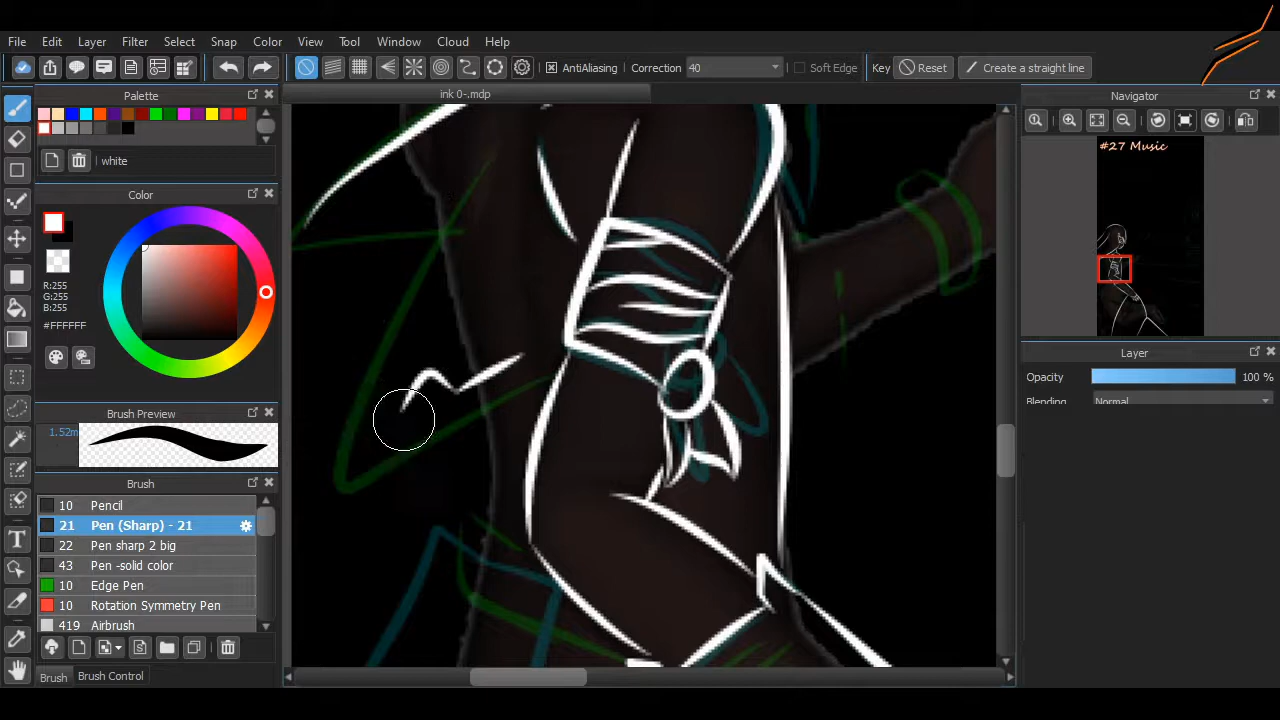 File Edit Layer Filter Select Snap Color View Tool Window Cloud Help
AntiAliasing Correction 40 Soft Edge Key Reset Create a straight line
Palette
ink 0-.mdp
Navigator
white
#27 Music
Color
R:255
G:255
B:255
#FFFFFF
Layer
Opacity 100 %
Blending Normal
Brush Preview
1.52m
Brush
10 Pencil
21 Pen (Sharp) - 21
22 Pen sharp 2 big
43 Pen -solid color
10 Edge Pen
10 Rotation Symmetry Pen
419 Airbrush
Brush Brush Control